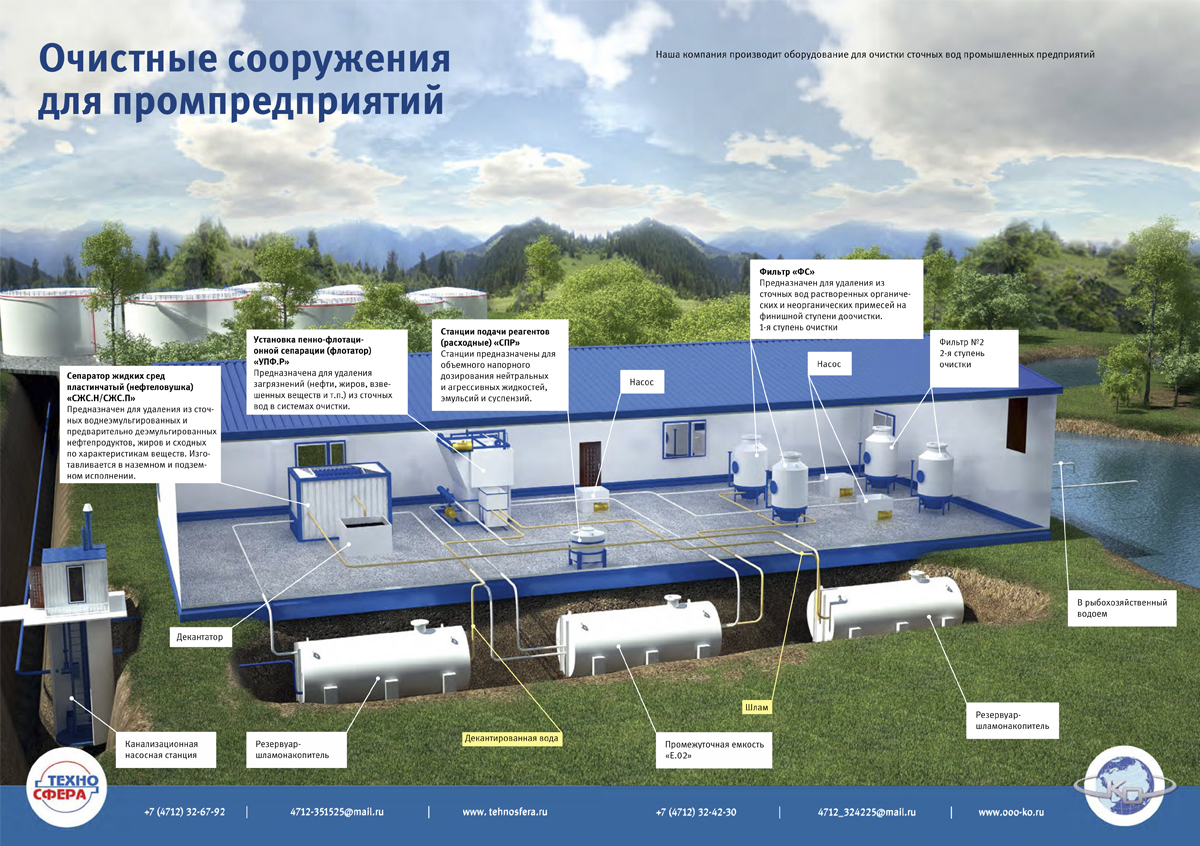 Очистные сооружения
для промпредприятий
Наша компания производит оборудование для очистки сточных вод промышленных предприятий
Фильтр «ФС»
Предназначен для удаления из
сточных вод растворенных органичес-
ких и неорганических примесей на
финишной ступени доочистки.
1-я ступень очистки
Станции подачи реагентов
(расходные) «СПР»
Станции предназначены для
объемного напорного
дозирования нейтральных
и агрессивных жидкостей,
эмульсий и суспензий.
Установка пенно-флотаци-
онной сепарации (флотатор)
«УПФ.Р»
Предназначена для удаления
загрязнений (нефти, жиров, взве-
шенных веществ и т.п.) из сточных
вод в системах очистки.
Фильтр №2
2-я ступень
очистки
Насос
Насос
Сепаратор жидких сред
пластинчатый (нефтеловушка)
«СЖС.Н/СЖС.П»
Предназначен для удаления из сточ-
ных водонеэмульгированных и
предварительно деэмульгированных
нефтепродуктов, жиров и сходных
по характеристикам веществ. Изго-
тавливается в наземном и подзем-
ном исполнении.
В рыбохозяйственный
водоем
Декантатор
Шлам
Резервуар-
шламонакопитель
Декантированная вода
Канализационная
насосная станция
Резервуар-
шламонакопитель
Промежуточная емкость
«Е.02»
ТЕХНО
СФЕРА
КО
+7 (4712) 32-67-92 | 4712-351525@mail.ru | www. tehnosfera.ru
+7 (4712) 32-42-30 | 4712_324225@mail.ru | www.ooo-ko.ru